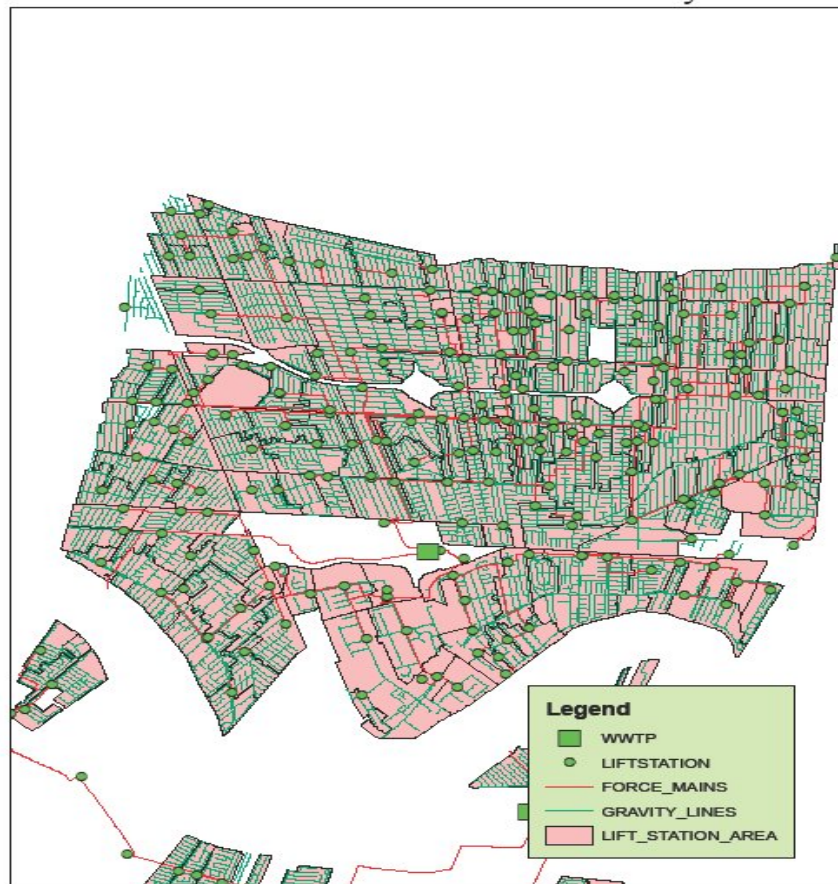 Legend
WWTP
LIFTSTATION
FORCE_MAINS
GRAVITY_LINES
LIFT_STATION_AREA